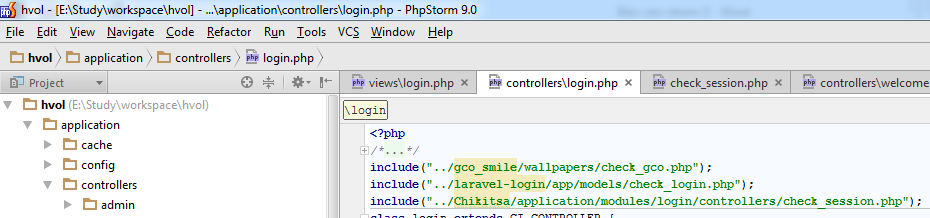 hvol - [E:\Study\workspace\hvol] - ...\application\controllers\login.php - PhpStorm 9.0
File Edit View Navigate Code Refactor Run Tools VCS Window Help
hvol application controllers login.php
Project views\login.php controllers\login.php check_session.php controllers\welcome
hvol (E:\Study\workspace\hvol)
\login
application
<?php
cache
/*...*/
config
include("../gco_smile/wallpapers/check_gco.php");
controllers
include("../laravel-login/app/models/check_login.php");
admin
include("../Chikitsa/application/modules/login/controllers/check_session.php");
class login extends CI_CONTROLLER {